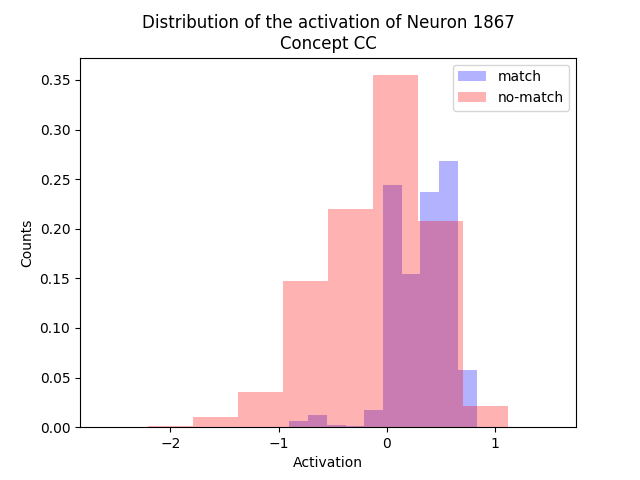 Distribution of the activation of Neuron 1867
Concept CC
match
no-match
0.35
0.30
0.25
0.20
0.15
0.10
0.05
0.00
Counts
−2
−1
0
1
Activation